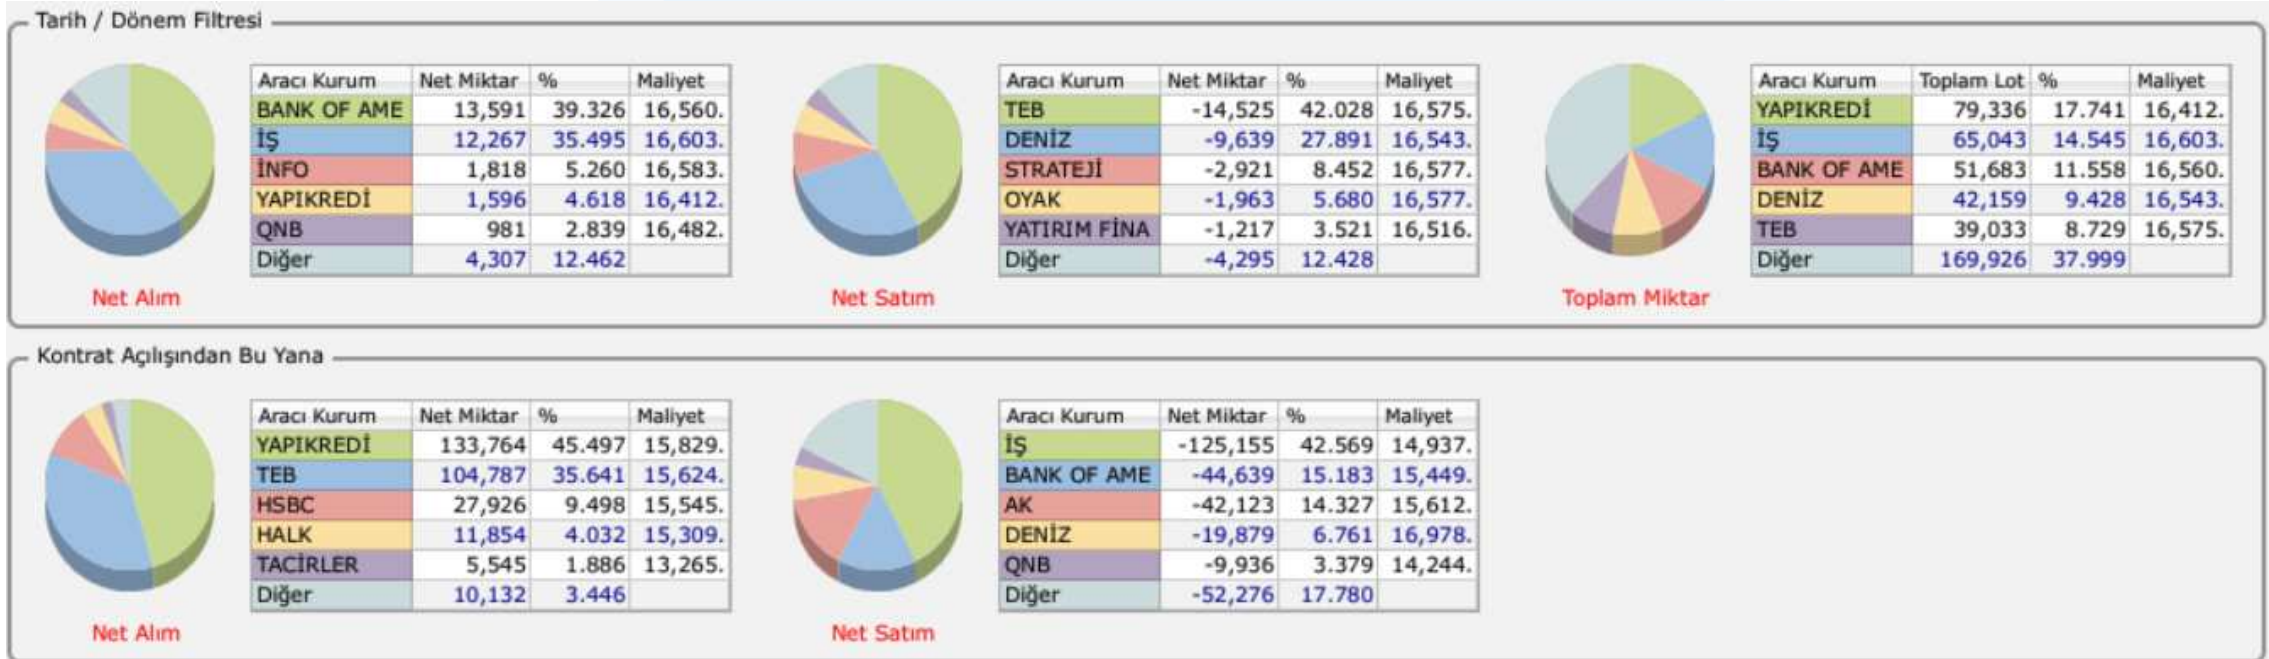 Tarih / Dönem Filtresi
Aracı Kurum Net Miktar % Maliyet
BANK OF AME 13,591 39.326 16,560.
İŞ 12,267 35.495 16,603.
İNFO 1,818 5.260 16,583.
YAPIKREDİ 1,596 4.618 16,412.
QNB 981 2.839 16,482.
Diğer 4,307 12.462
Net Alım
Aracı Kurum Net Miktar % Maliyet
TEB -14,525 42.028 16,575.
DENİZ -9,639 27.891 16,543.
STRATEJİ -2,921 8.452 16,577.
OYAK -1,963 5.680 16,577.
YATIRIM FİNA -1,217 3.521 16,516.
Diğer -4,295 12.428
Net Satım
Aracı Kurum Toplam Lot % Maliyet
YAPIKREDİ 79,336 17.741 16,412.
İŞ 65,043 14.545 16,603.
BANK OF AME 51,683 11.558 16,560.
DENİZ 42,159 9.428 16,543.
TEB 39,033 8.729 16,575.
Diğer 169,926 37.999
Toplam Miktar
Kontrat Açılışından Bu Yana
Aracı Kurum Net Miktar % Maliyet
YAPIKREDİ 133,764 45.497 15,829.
TEB 104,787 35.641 15,624.
HSBC 27,926 9.498 15,545.
HALK 11,854 4.032 15,309.
TACİRLER 5,545 1.886 13,265.
Diğer 10,132 3.446
Net Alım
Aracı Kurum Net Miktar % Maliyet
İŞ -125,155 42.569 14,937.
BANK OF AME -44,639 15.183 15,449.
AK -42,123 14.327 15,612.
DENİZ -19,879 6.761 16,978.
QNB -9,936 3.379 14,244.
Diğer -52,276 17.780
Net Satım